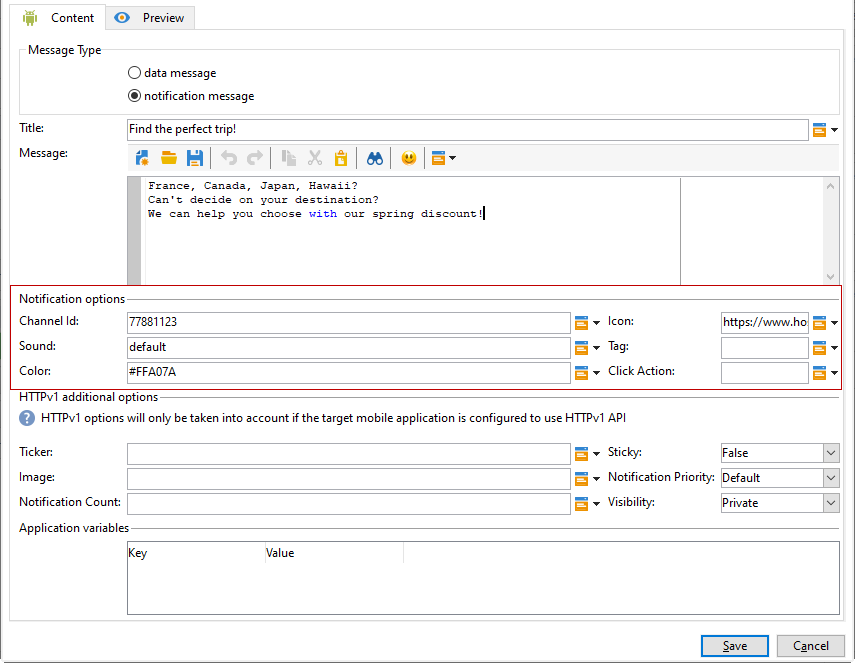 Content Preview
Message Type
data message
notification message
Title: Find the perfect trip!
Message:
France, Canada, Japan, Hawaii?
Can't decide on your destination?
We can help you choose with our spring discount!
Notification options
Channel Id: 77881123 Icon: https://www.ho
Sound: default Tag:
Color: #FFA07A Click Action:
HTTPv1 additional options
? HTTPv1 options will only be taken into account if the target mobile application is configured to use HTTPv1 API
Ticker: Sticky: False
Image: Notification Priority: Default
Notification Count: Visibility: Private
Application variables
Key Value
Save Cancel